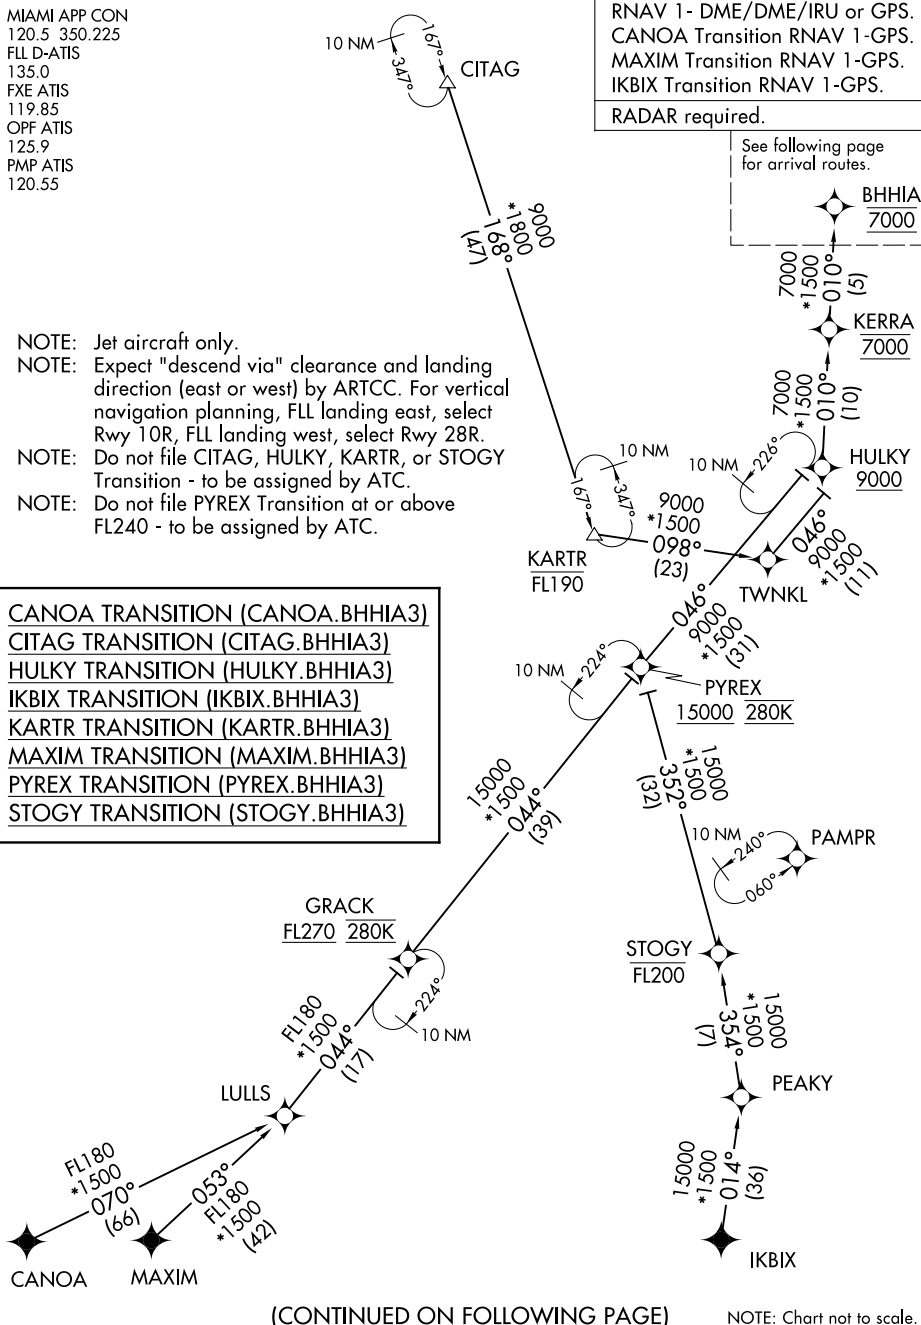 MIAMI APP CON
120.5 350.225
FLL D-ATIS
135.0
FXE ATIS
119.85
OPF ATIS
125.9
PMP ATIS
120.55
RNAV 1- DME/DME/IRU or GPS.
CANOA Transition RNAV 1-GPS.
MAXIM Transition RNAV 1-GPS.
IKBIX Transition RNAV 1-GPS.
RADAR required.
See following page
for arrival routes.
10 NM
167°
347°
CITAG
9000
*1800
168°
(47)
BHHIA
7000
7000
*1500
010°
(5)
KERRA
7000
7000
*1500
010°
(10)
NOTE: Jet aircraft only.
NOTE: Expect "descend via" clearance and landing
direction (east or west) by ARTCC. For vertical
navigation planning, FLL landing east, select
Rwy 10R, FLL landing west, select Rwy 28R.
NOTE: Do not file CITAG, HULKY, KARTR, or STOGY
Transition - to be assigned by ATC.
NOTE: Do not file PYREX Transition at or above
FL240 - to be assigned by ATC.
10 NM
167°
347°
KARTR
FL190
9000
*1500
098°
(23)
10 NM
226°
HULKY
9000
046°
9000
*1500
(11)
TWNKL
046°
9000
*1500
(31)
CANOA TRANSITION (CANOA.BHHIA3)
CITAG TRANSITION (CITAG.BHHIA3)
HULKY TRANSITION (HULKY.BHHIA3)
IKBIX TRANSITION (IKBIX.BHHIA3)
KARTR TRANSITION (KARTR.BHHIA3)
MAXIM TRANSITION (MAXIM.BHHIA3)
PYREX TRANSITION (PYREX.BHHIA3)
STOGY TRANSITION (STOGY.BHHIA3)
10 NM
224°
PYREX
15000 280K
15000
*1500
044°
(39)
15000
*1500
352°
(32)
10 NM
240°
060°
PAMPR
GRACK
FL270 280K
224°
10 NM
STOGY
FL200
FL180
*1500
044°
(17)
15000
*1500
354°
(7)
LULLS
PEAKY
FL180
*1500
070°
(66)
053°
FL180
*1500
(42)
15000
*1500
014°
(36)
CANOA
MAXIM
IKBIX
(CONTINUED ON FOLLOWING PAGE)
NOTE: Chart not to scale.